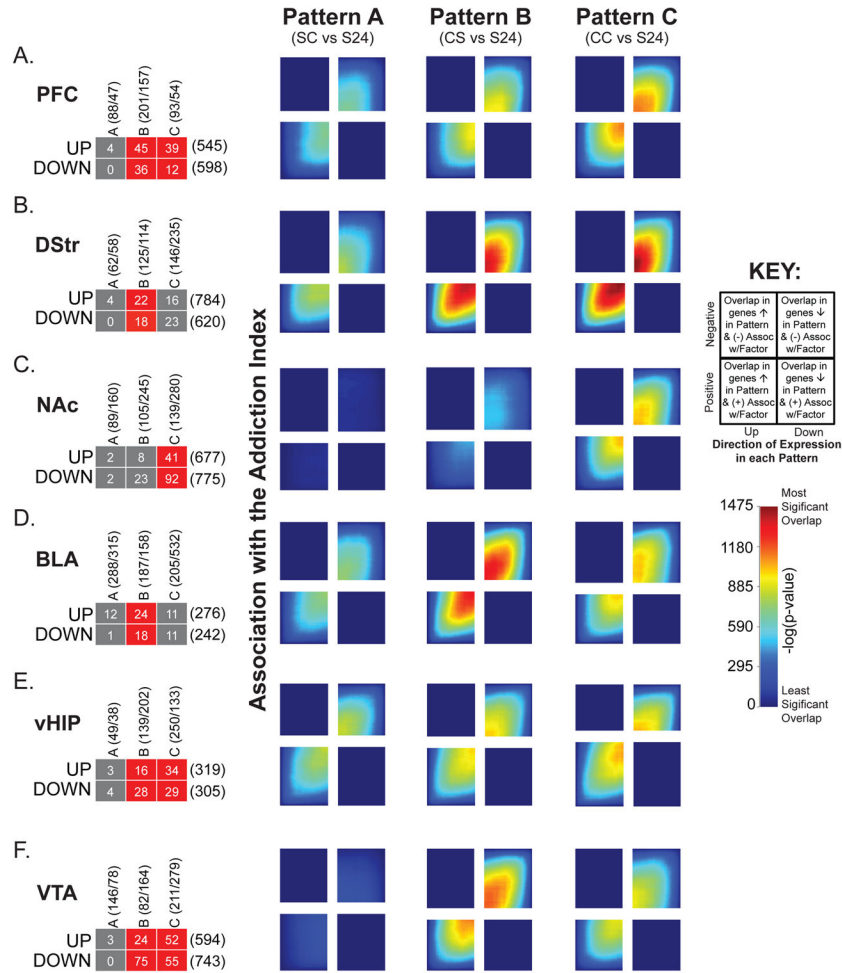 Pattern A Pattern B Pattern C
(SC vs S24) (CS vs S24) (CC vs S24)
Association with the Addiction Index
A.
PFC
A (88/47)
B (201/157)
C (93/54)
UP 4 45 39 (545)
DOWN 0 36 12 (598)
B.
DStr
A (62/58)
B (125/114)
C (146/235)
UP 4 22 16 (784)
DOWN 0 18 23 (620)
C.
NAc
A (89/160)
B (105/245)
C (139/280)
UP 2 8 41 (677)
DOWN 2 23 92 (775)
D.
BLA
A (288/315)
B (187/158)
C (205/532)
UP 12 24 11 (276)
DOWN 1 18 11 (242)
E.
vHIP
A (49/38)
B (139/202)
C (250/133)
UP 3 16 34 (319)
DOWN 4 28 29 (305)
F.
VTA
A (146/78)
B (82/164)
C (211/279)
UP 3 24 52 (594)
DOWN 0 75 55 (743)
KEY:
Negative
Overlap in
genes ↑
in Pattern
& (-) Assoc
w/Factor
Overlap in
genes ↓
in Pattern
& (-) Assoc
w/Factor
Positive
Overlap in
genes ↑
in Pattern
& (+) Assoc
w/Factor
Overlap in
genes ↓
in Pattern
& (+) Assoc
w/Factor
Up Down
Direction of Expression
in each Pattern
1475
1180
885
590
295
0
-log(p-value)
Most
Sigificant
Overlap
Least
Significant
Overlap